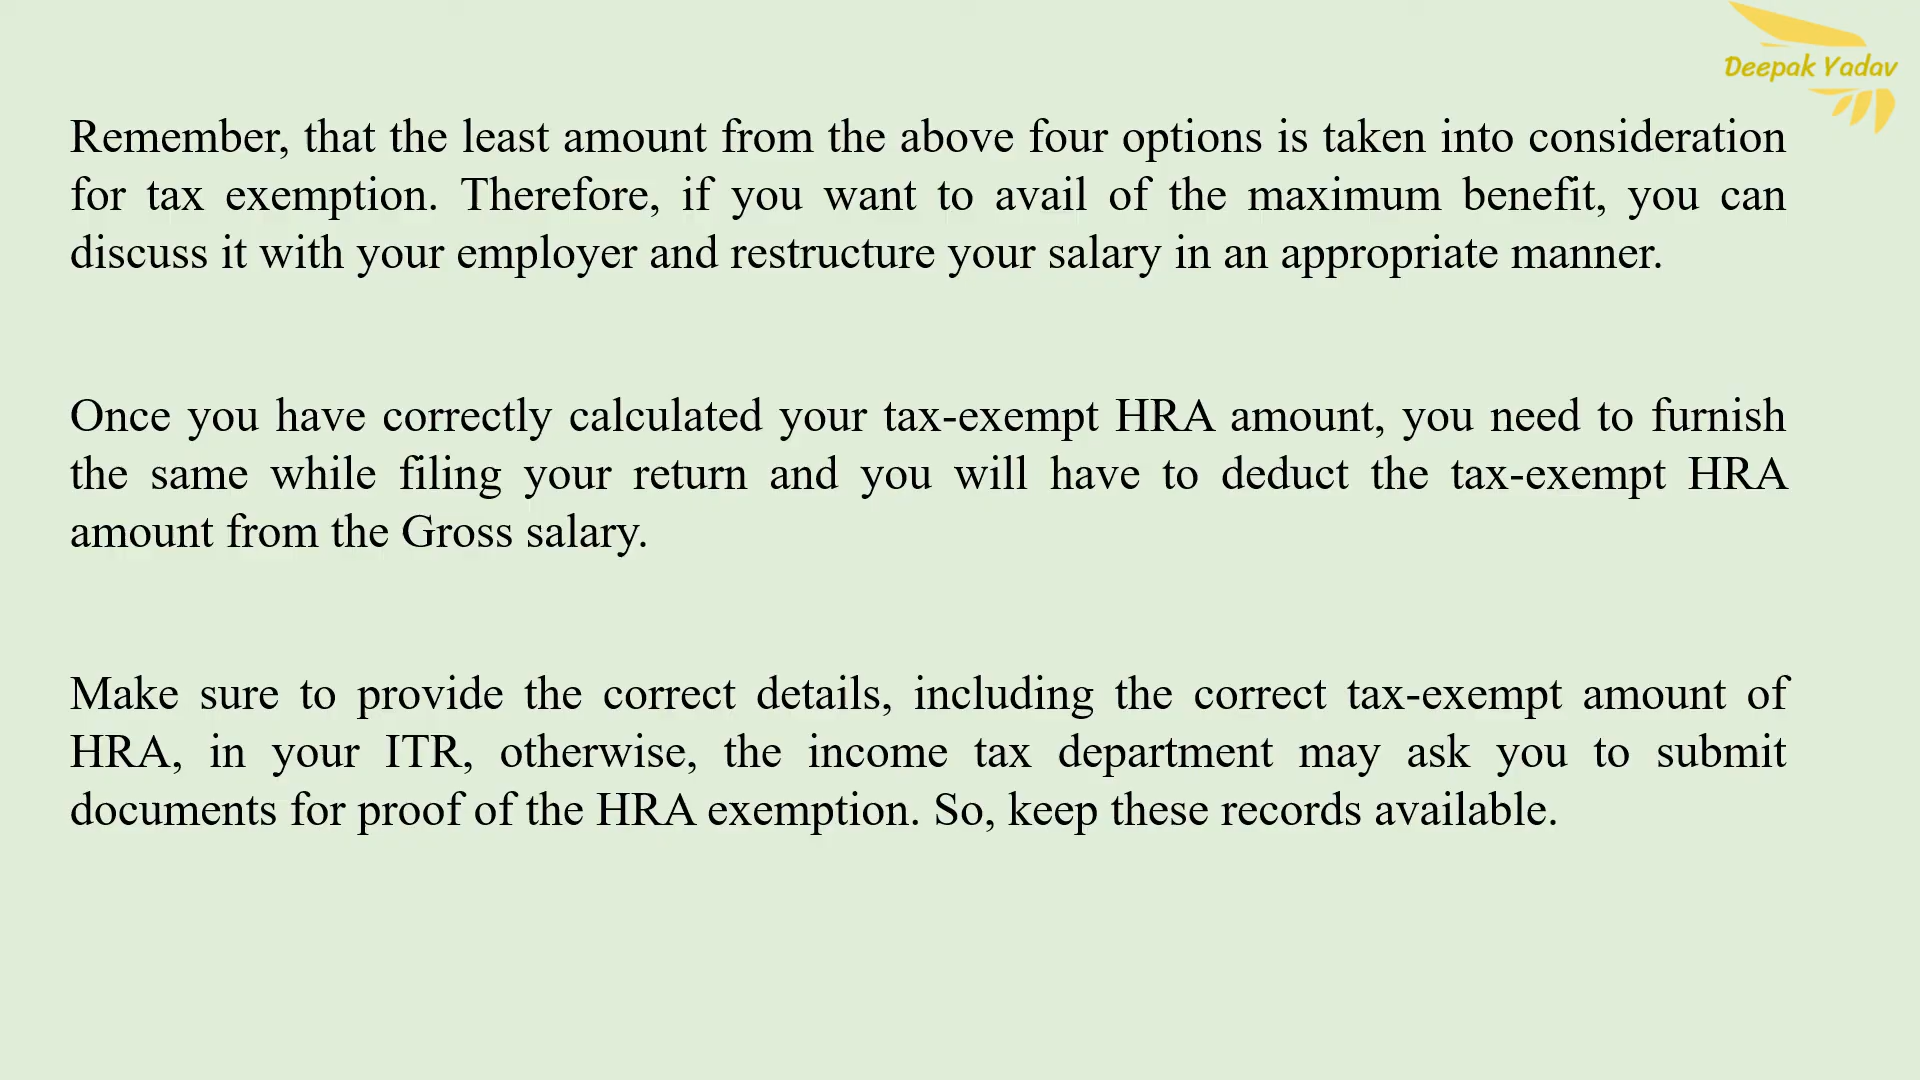 Deepak Yadav
Remember, that the least amount from the above four options is taken into consideration
for tax exemption. Therefore, if you want to avail of the maximum benefit, you can
discuss it with your employer and restructure your salary in an appropriate manner.
Once you have correctly calculated your tax-exempt HRA amount, you need to furnish
the same while filing your return and you will have to deduct the tax-exempt HRA
amount from the Gross salary.
Make sure to provide the correct details, including the correct tax-exempt amount of
HRA, in your ITR, otherwise, the income tax department may ask you to submit
documents for proof of the HRA exemption. So, keep these records available.